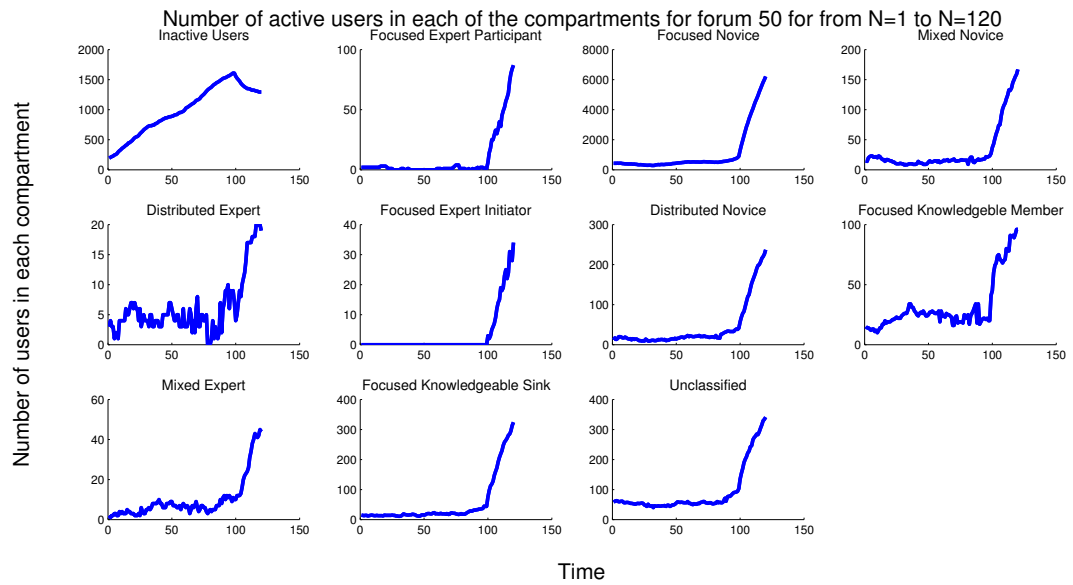 Number of active users in each of the compartments for forum 50 for from N=1 to N=120
Inactive Users
Focused Expert Participant
Focused Novice
Mixed Novice
2000
1500
1000
500
0
0 50 100 150
100
50
0
0 50 100 150
8000
6000
4000
2000
0
0 50 100 150
200
150
100
50
0
0 50 100 150
Number of users in each compartment
Distributed Expert
Focused Expert Initiator
Distributed Novice
Focused Knowledgeble Member
20
15
10
5
0
0 50 100 150
40
30
20
10
0
0 50 100 150
300
200
100
0
0 50 100 150
100
50
0
0 50 100 150
Mixed Expert
Focused Knowledgeable Sink
Unclassified
60
40
20
0
0 50 100 150
400
300
200
100
0
0 50 100 150
400
300
200
100
0
0 50 100 150
Time